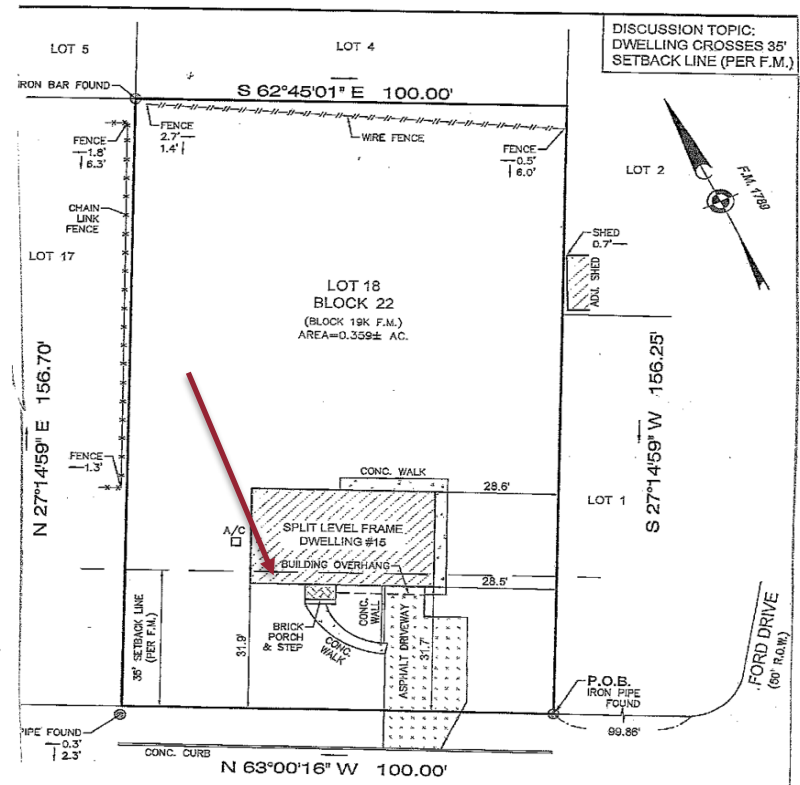 DISCUSSION TOPIC:
DWELLING CROSSES 35'
SETBACK LINE (PER F.M.)
LOT 5
LOT 4
IRON BAR FOUND
S 62°45'01" E 100.00'
FENCE
2.7'
1.4'
WIRE FENCE
FENCE
1.8'
6.3'
FENCE
0.5'
6.0'
LOT 2
F.M. 1780
CHAIN
LINK
FENCE
SHED
0.7'
LOT 17
ADJ. SHED
LOT 18
BLOCK 22
(BLOCK 19K F.M.)
AREA=0.359± AC.
N 27°14'59" E 156.70'
S 27°14'59" W 156.25'
FENCE
1.3'
CONC. WALK
28.6'
LOT 1
A/C
SPLIT LEVEL FRAME
DWELLING #15
BUILDING OVERHANG
28.5'
35' SETBACK LINE
(PER F.M.)
31.9'
BRICK
PORCH
& STEP
CONC.
WALK
CONC.
WALL
ASPHALT DRIVEWAY
31.7'
FORD DRIVE
(50' R.O.W.)
P.O.B.
IRON PIPE
FOUND
PIPE FOUND
0.3'
2.3'
99.86'
CONC. CURB
N 63°00'16" W 100.00'